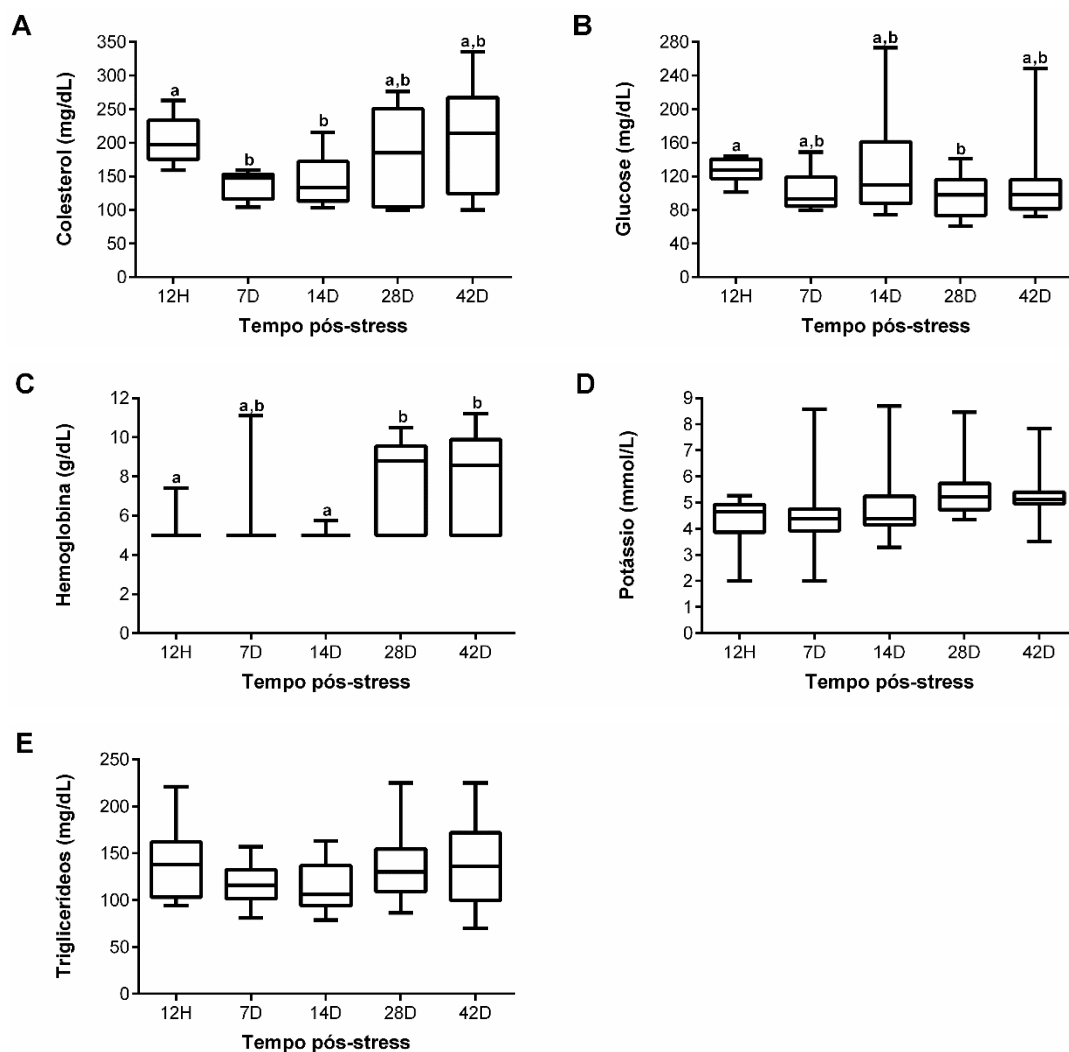 A
Colesterol (mg/dL)
350
300
250
200
150
100
50
0
a
b
b
a,b
a,b
12H 7D 14D 28D 42D
Tempo pós-stress
B
Glucose (mg/dL)
280
240
200
160
120
80
40
0
a
a,b
a,b
b
a,b
12H 7D 14D 28D 42D
Tempo pós-stress
C
Hemoglobina (g/dL)
12
10
8
6
4
2
0
a
a,b
a
b
b
12H 7D 14D 28D 42D
Tempo pós-stress
D
Potássio (mmol/L)
9
8
7
6
5
4
3
2
1
0
12H 7D 14D 28D 42D
Tempo pós-stress
E
Triglicerídeos (mg/dL)
250
200
150
100
50
0
12H 7D 14D 28D 42D
Tempo pós-stress